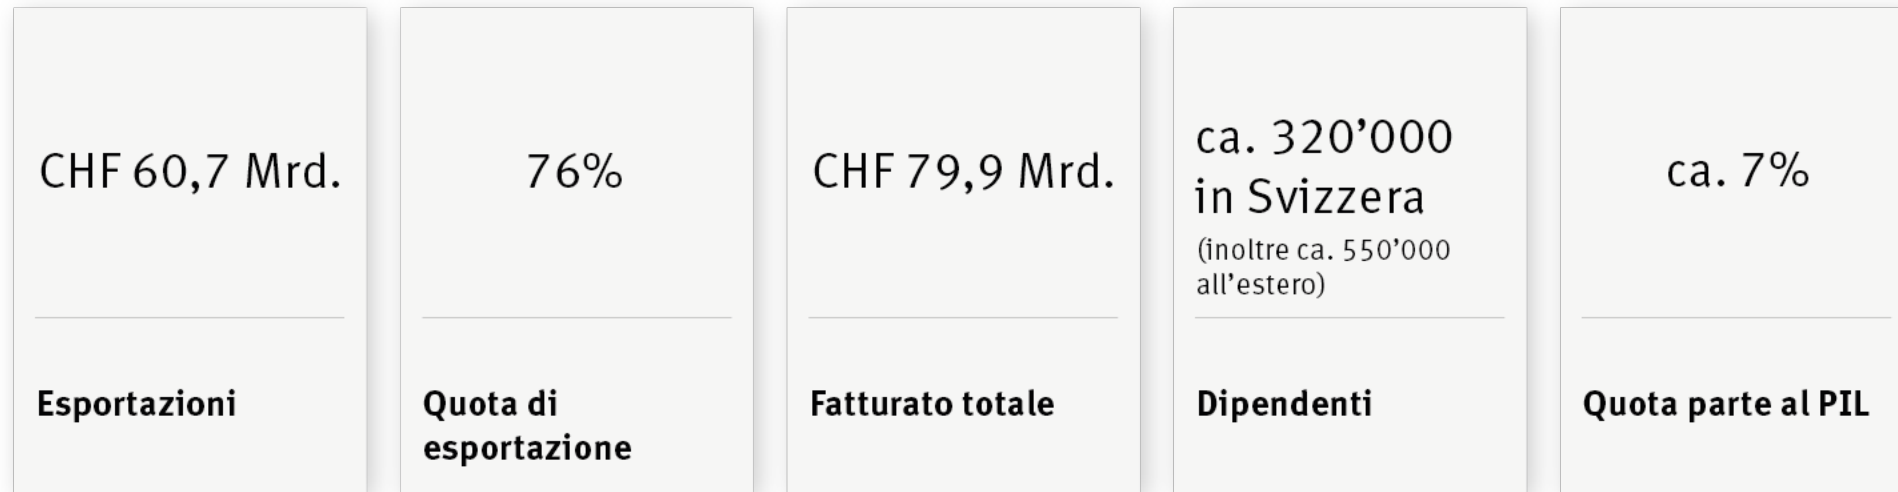 CHF 60,7 Mrd.
Esportazioni
76%
Quota di
esportazione
CHF 79,9 Mrd.
Fatturato totale
ca. 320’000
in Svizzera
(inoltre ca. 550’000
all’estero)
Dipendenti
ca. 7%
Quota parte al PIL